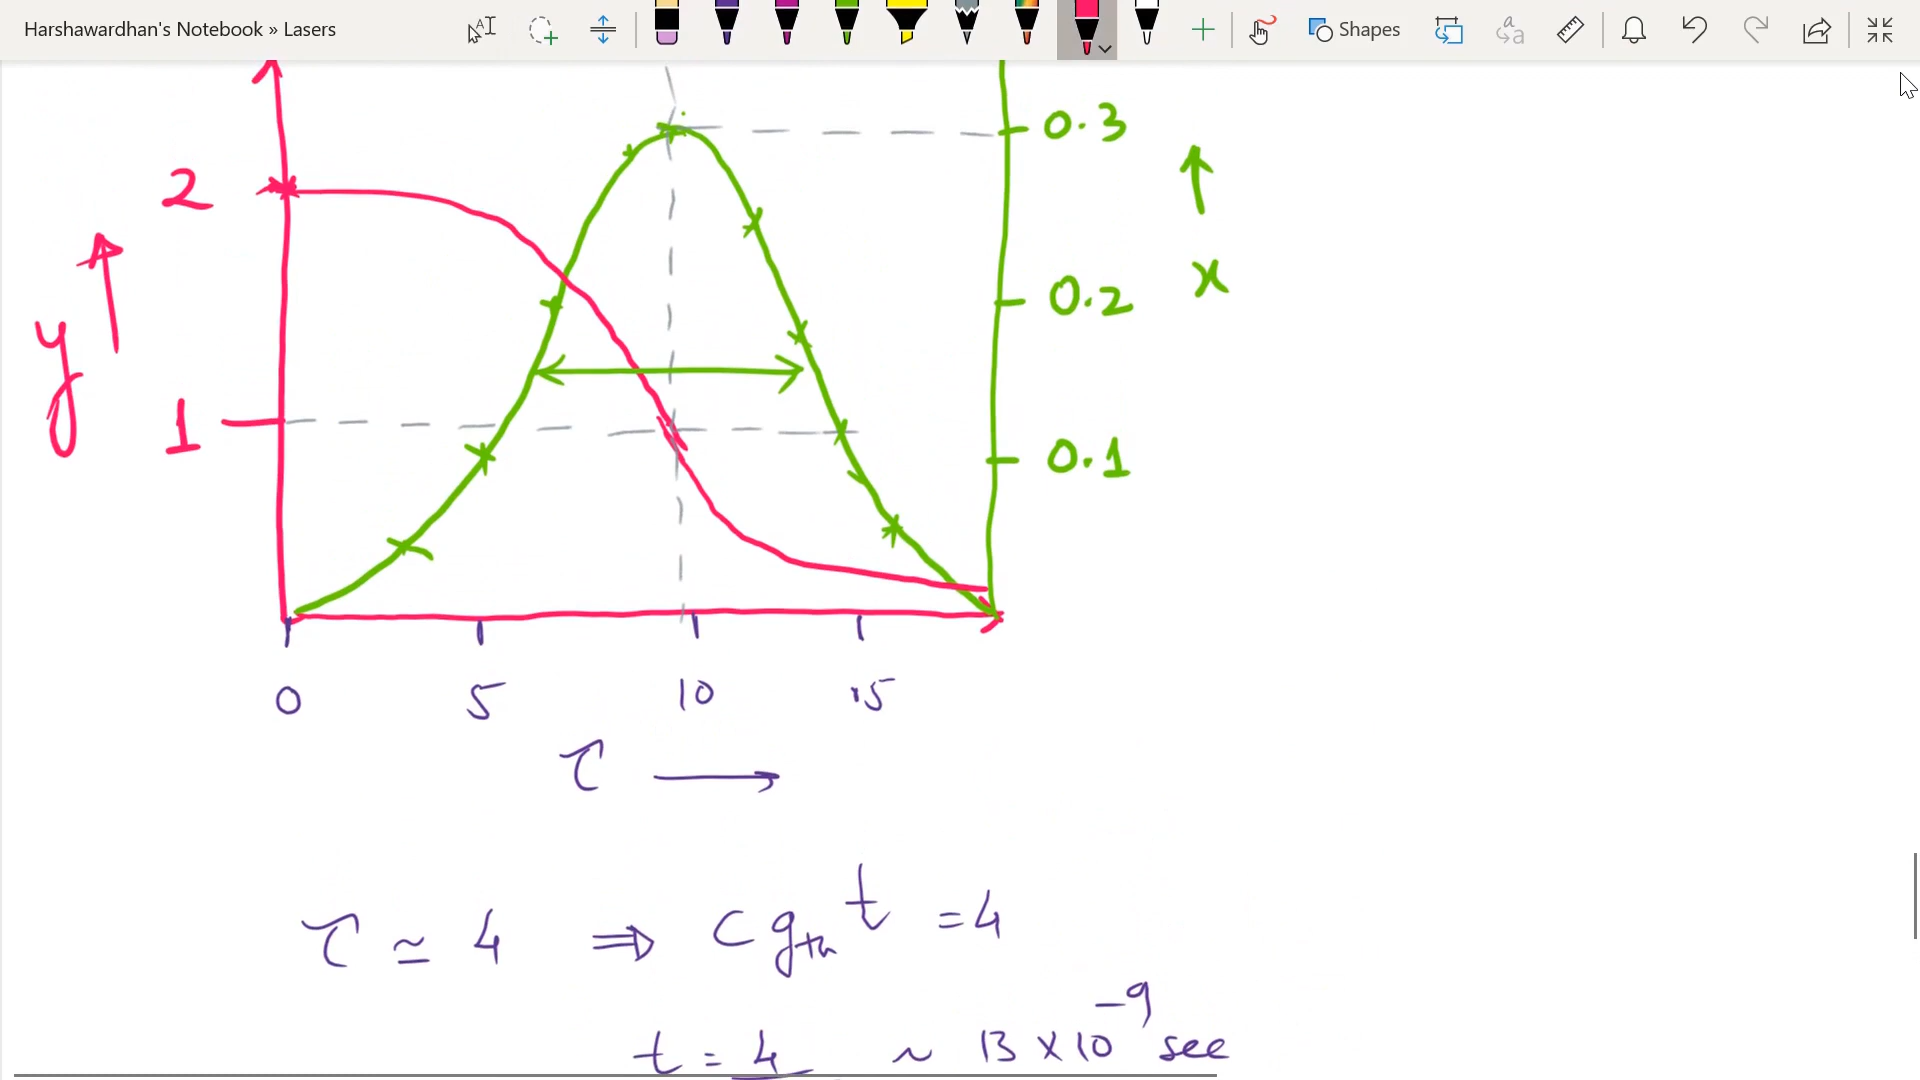 Harshawardhan's Notebook » Lasers
Shapes
0.3
2
x
0.2
y
1
0.1
0 5 10 15
τ
τ ≃ 4 ⇒ c g_th t = 4
t = 4 ~ 13 × 10^-9 sec